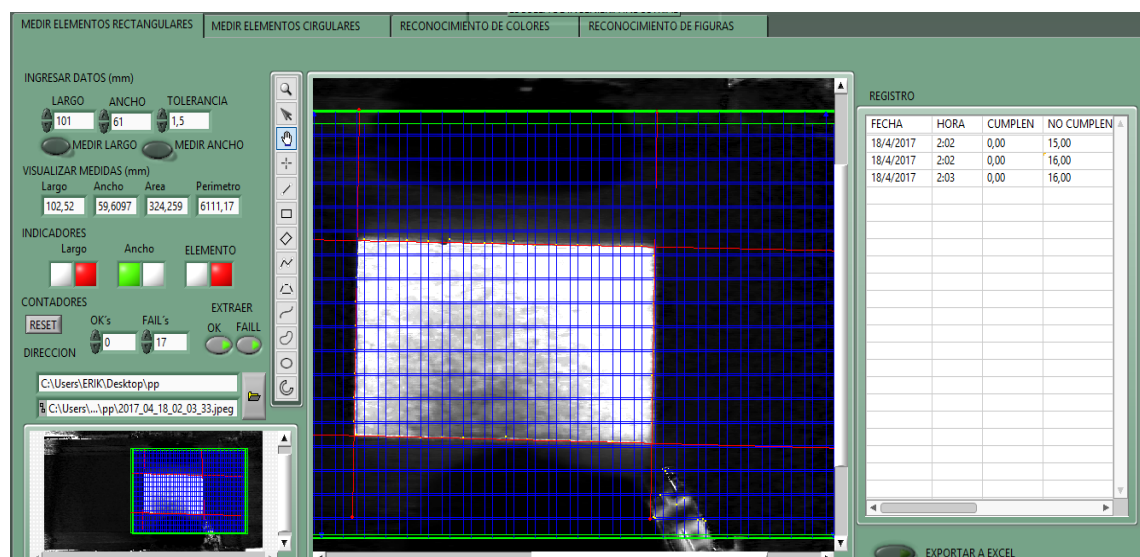 MEDIR ELEMENTOS RECTANGULARES
MEDIR ELEMENTOS CIRGULARES
RECONOCIMIENTO DE COLORES
RECONOCIMIENTO DE FIGURAS
INGRESAR DATOS (mm)
LARGO ANCHO TOLERANCIA
101 61 1,5
MEDIR LARGO MEDIR ANCHO
VISUALIZAR MEDIDAS (mm)
Largo Ancho Area Perimetro
102,52 59,6097 324,259 6111,17
INDICADORES
Largo Ancho ELEMENTO
CONTADORES
EXTRAER
RESET OK's FAIL's OK FAILL
0 17
DIRECCION
C:\Users\ERIK\Desktop\pp
C:\Users\...\pp\2017_04_18_02_03_33.jpeg
REGISTRO
FECHA HORA CUMPLEN NO CUMPLEN
18/4/2017 2:02 0,00 15,00
18/4/2017 2:02 0,00 16,00
18/4/2017 2:03 0,00 16,00
EXPORTAR A EXCEL